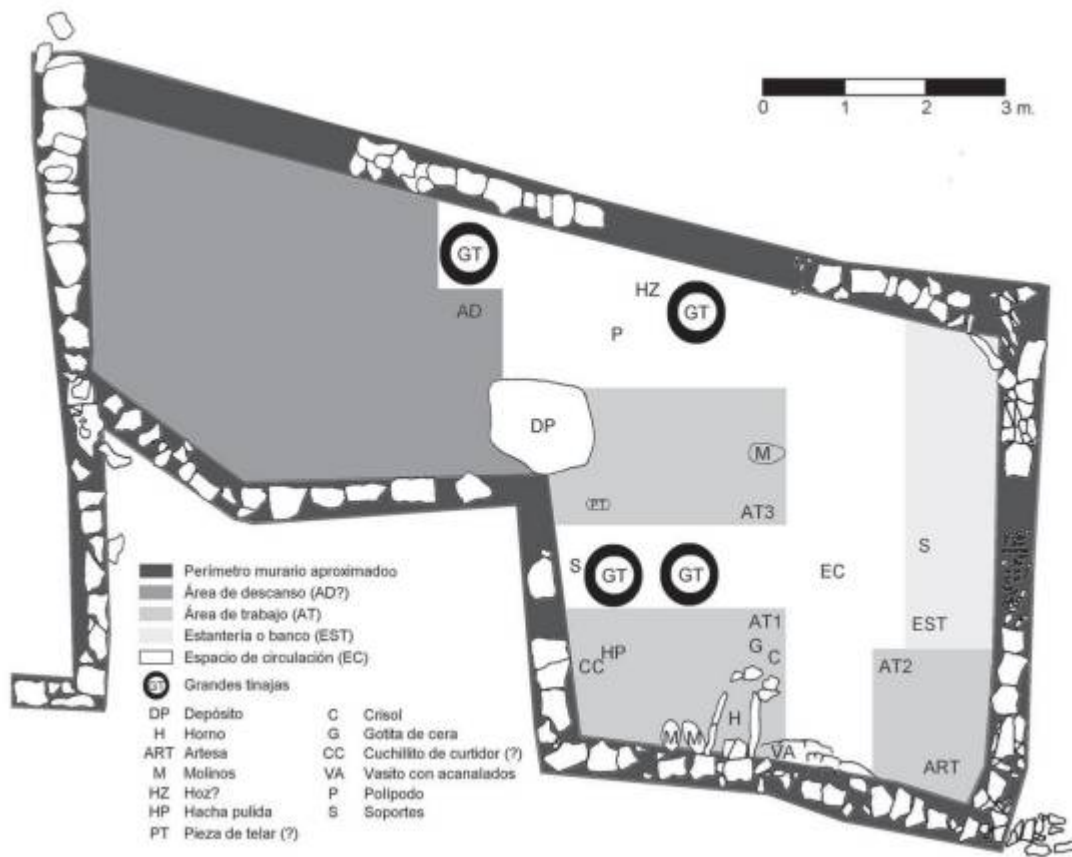 0 1 2 3 m.
GT
HZ
GT
AD
P
DP
M
PT
AT3
S
S
GT
GT
EC
AT1
EST
G
HP
C
CC
AT2
H
M
M
VA
ART
Perímetro murario aproximadoo
Área de descanso (AD?)
Área de trabajo (AT)
Estantería o banco (EST)
Espacio de circulación (EC)
GT Grandes tinajas
DP Depósito
H Horno
ART Artesa
M Molinos
HZ Hoz?
HP Hacha pulida
PT Pieza de telar (?)
C Crisol
G Gotita de cera
CC Cuchillito de curtidor (?)
VA Vasito con acanalados
P Polípodo
S Soportes